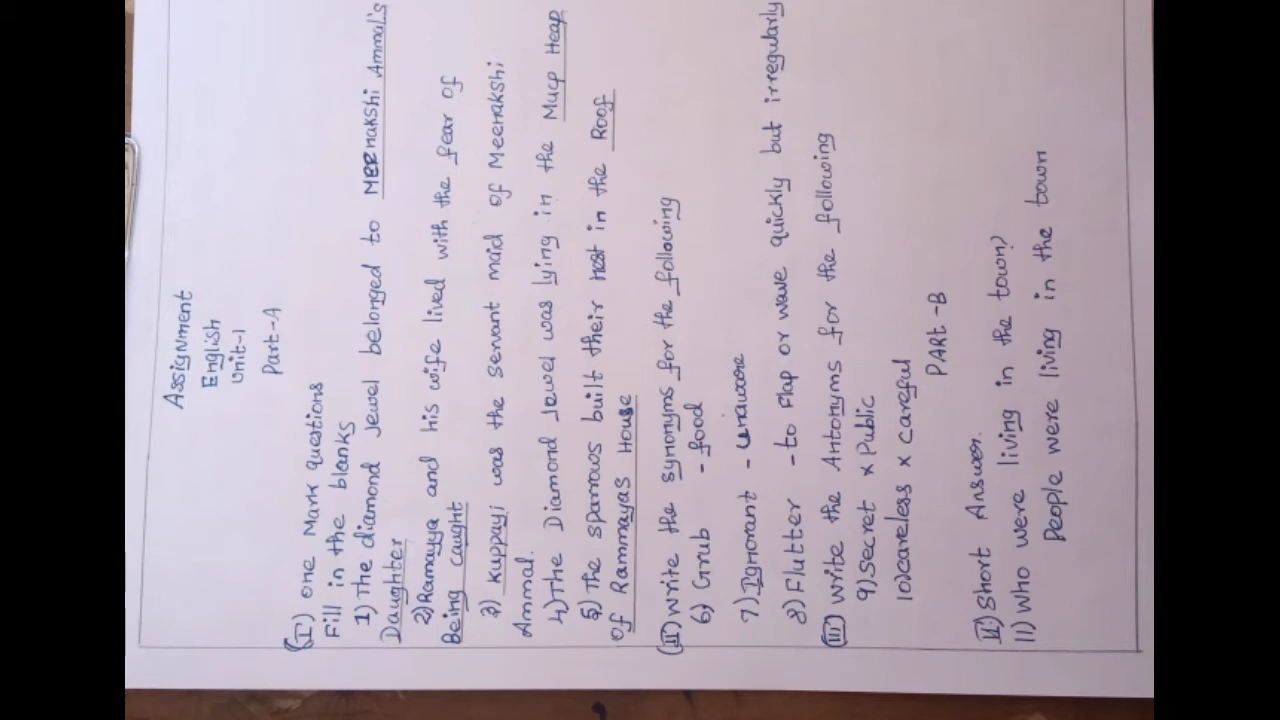 Assignment
English
Unit-1
Part-A
(I) one Mark questions
Fill in the blanks
1) The diamond Jewel belonged to Meenakshi Ammal's
Daughter
2) Ramayya and his wife lived with the fear of
Being caught
3) Kuppayi was the servant maid of Meenakshi
Ammal.
4) The Diamond Jewel was lying in the Mucp Heap
5) The sparrows built their nest in the Roof
of Rammayas House
(II) Write the synonyms for the following
6) Grub - food
7) Ignorant - unaware
8) Flutter - to Flap or wave quickly but irregularly
(III) Write the Antonyms for the following
9) Secret x Public
10) careless x careful
PART-B
II) Short Answer.
11) Who were living in the town?
People were living in the town